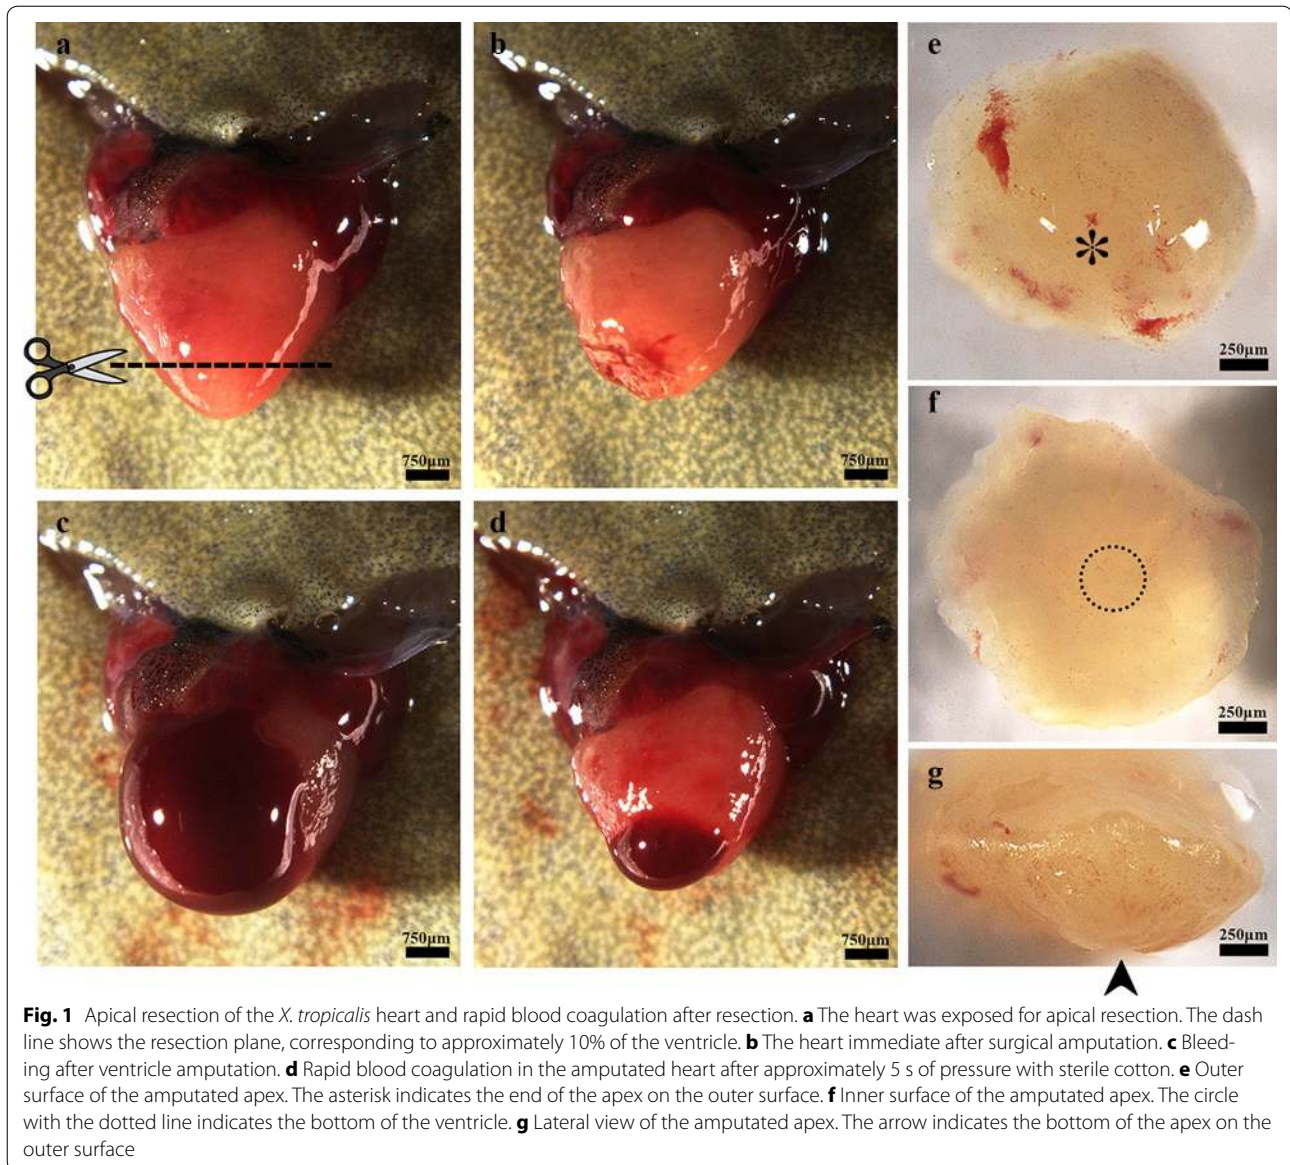 a
b
e
250μm
750μm
750μm
f
c
d
250μm
g
750μm
750μm
250μm
Fig. 1 Apical resection of the X. tropicalis heart and rapid blood coagulation after resection. a The heart was exposed for apical resection. The dash
line shows the resection plane, corresponding to approximately 10% of the ventricle. b The heart immediate after surgical amputation. c Bleed-
ing after ventricle amputation. d Rapid blood coagulation in the amputated heart after approximately 5 s of pressure with sterile cotton. e Outer
surface of the amputated apex. The asterisk indicates the end of the apex on the outer surface. f Inner surface of the amputated apex. The circle
with the dotted line indicates the bottom of the ventricle. g Lateral view of the amputated apex. The arrow indicates the bottom of the apex on the
outer surface